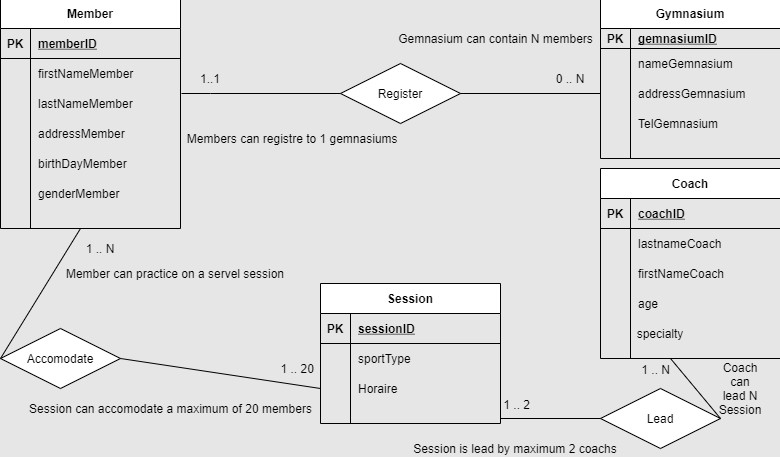 Member
PK memberID
firstNameMember
lastNameMember
addressMember
birthDayMember
genderMember
Gemnasium can contain N members
1..1
Register
0 .. N
Members can registre to 1 gemnasiums
Gymnasium
PK gemnasiumID
nameGemnasium
addressGemnasium
TelGemnasium
Coach
PK coachID
lastnameCoach
firstNameCoach
age
specialty
1 .. N
Member can practice on a servel session
Accomodate
1 .. 20
Session can accomodate a maximum of 20 members
Session
PK sessionID
sportType
Horaire
1 .. 2
Lead
1 .. N
Coach
can
lead N
Session
Session is lead by maximum 2 coachs